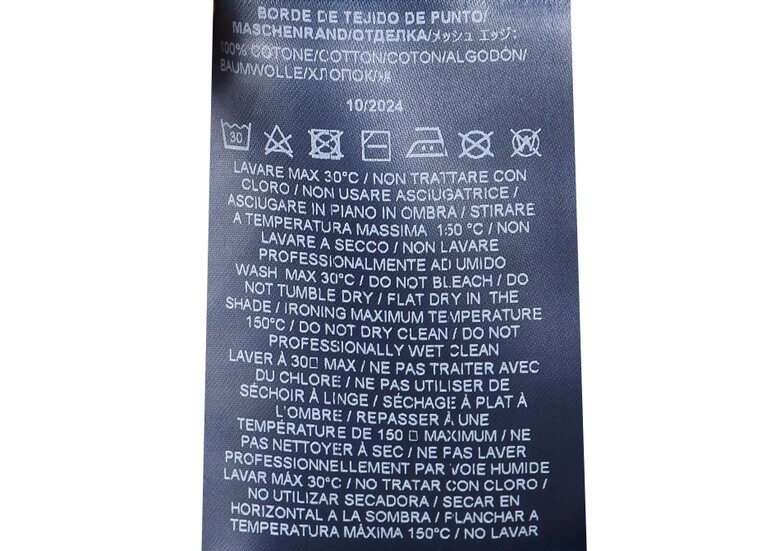 BORDE DE TEJIDO DE PUNTO/
MASCHENRAND/ОТДЕЛКА/メッシュ エッジ:
100% COTONE/COTTON/COTON/ALGODÓN/
BAUMWOLLE/ХЛОПОК/綿
10/2024
30
LAVARE MAX 30°C / NON TRATTARE CON
CLORO / NON USARE ASCIUGATRICE /
ASCIUGARE IN PIANO IN OMBRA / STIRARE
A TEMPERATURA MASSIMA 150 °C / NON
LAVARE A SECCO / NON LAVARE
PROFESSIONALMENTE AD UMIDO
WASH MAX 30°C / DO NOT BLEACH / DO
NOT TUMBLE DRY / FLAT DRY IN THE
SHADE / IRONING MAXIMUM TEMPERATURE
150°C / DO NOT DRY CLEAN / DO NOT
PROFESSIONALLY WET CLEAN
LAVER À 30□ MAX / NE PAS TRAITER AVEC
DU CHLORE / NE PAS UTILISER DE
SÉCHOIR À LINGE / SÉCHAGE À PLAT À
L'OMBRE / REPASSER À UNE
TEMPÉRATURE DE 150 □ MAXIMUM / NE
PAS NETTOYER À SEC / NE PAS LAVER
PROFESSIONNELLEMENT PAR VOIE HUMIDE
LAVAR MÁX 30°C / NO TRATAR CON CLORO /
NO UTILIZAR SECADORA / SECAR EN
HORIZONTAL A LA SOMBRA / FLANCHAR A
TEMPERATURA MÁXIMA 150°C / NO LAVAR